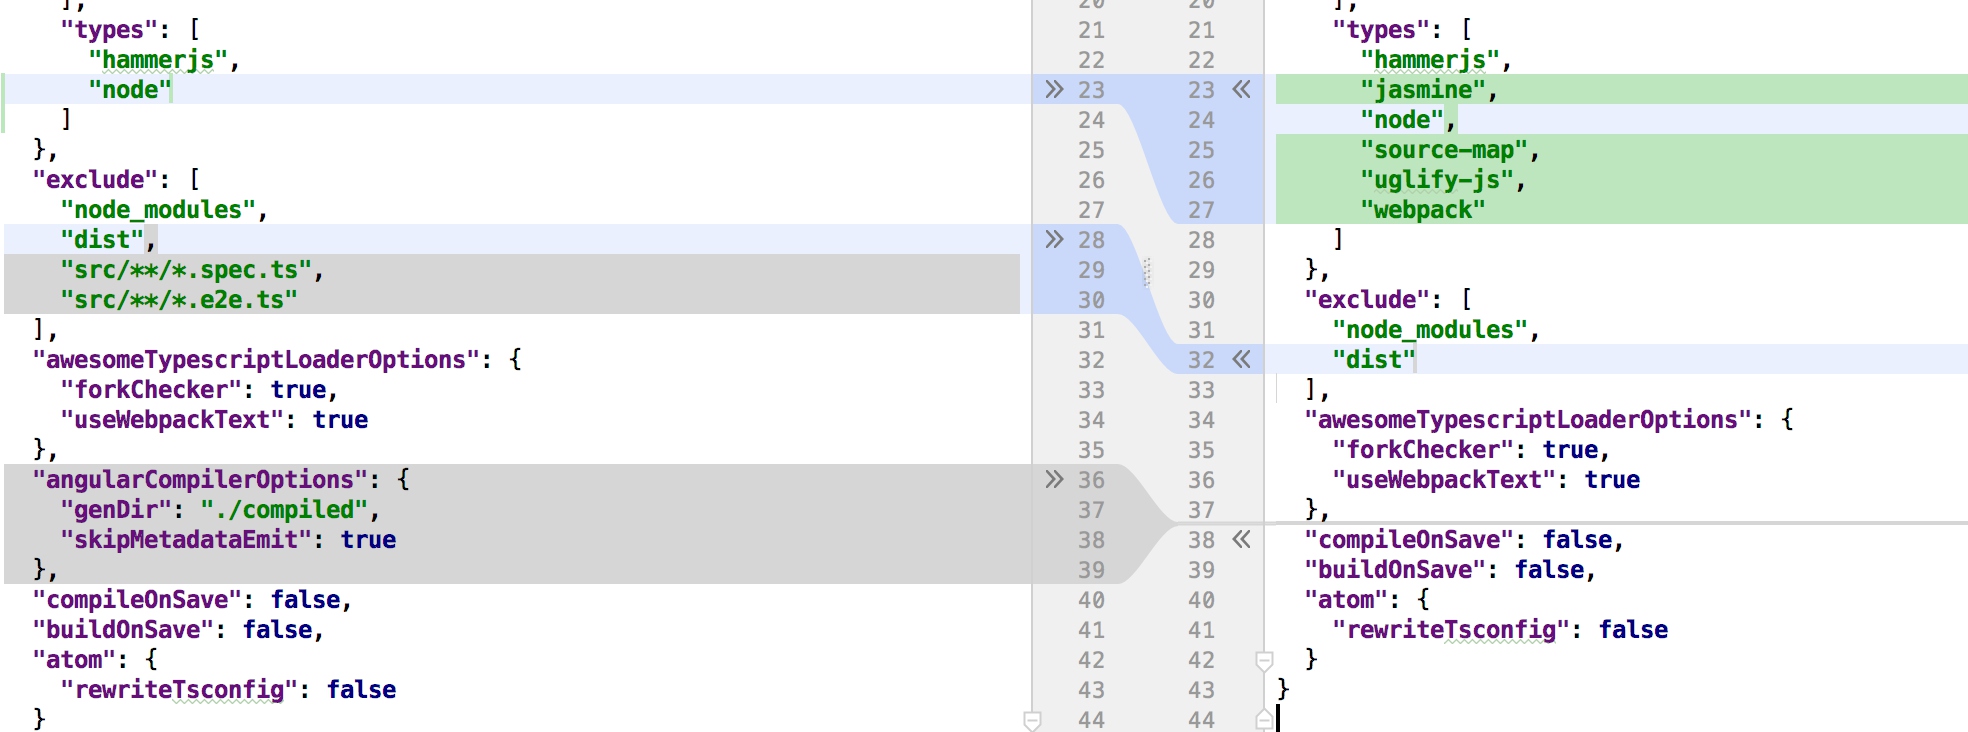 ],
"types": [
"hammerjs",
"node"
]
},
"exclude": [
"node_modules",
"dist",
"src/**/*.spec.ts",
"src/**/*.e2e.ts"
],
"awesomeTypescriptLoaderOptions": {
"forkChecker": true,
"useWebpackText": true
},
"angularCompilerOptions": {
"genDir": "./compiled",
"skipMetadataEmit": true
},
"compileOnSave": false,
"buildOnSave": false,
"atom": {
"rewriteTsconfig": false
}
20 20
21 21
22 22
>> 23 23 <<
24 24
25 25
26 26
27 27
>> 28 28
29 29
30 30
31 31
32 32 <<
33 33
34 34
35 35
>> 36 36
37 37
38 38 <<
39 39
40 40
41 41
42 42
43 43
44 44
],
"types": [
"hammerjs",
"jasmine",
"node",
"source-map",
"uglify-js",
"webpack"
]
},
"exclude": [
"node_modules",
"dist"
],
"awesomeTypescriptLoaderOptions": {
"forkChecker": true,
"useWebpackText": true
},
"compileOnSave": false,
"buildOnSave": false,
"atom": {
"rewriteTsconfig": false
}
}